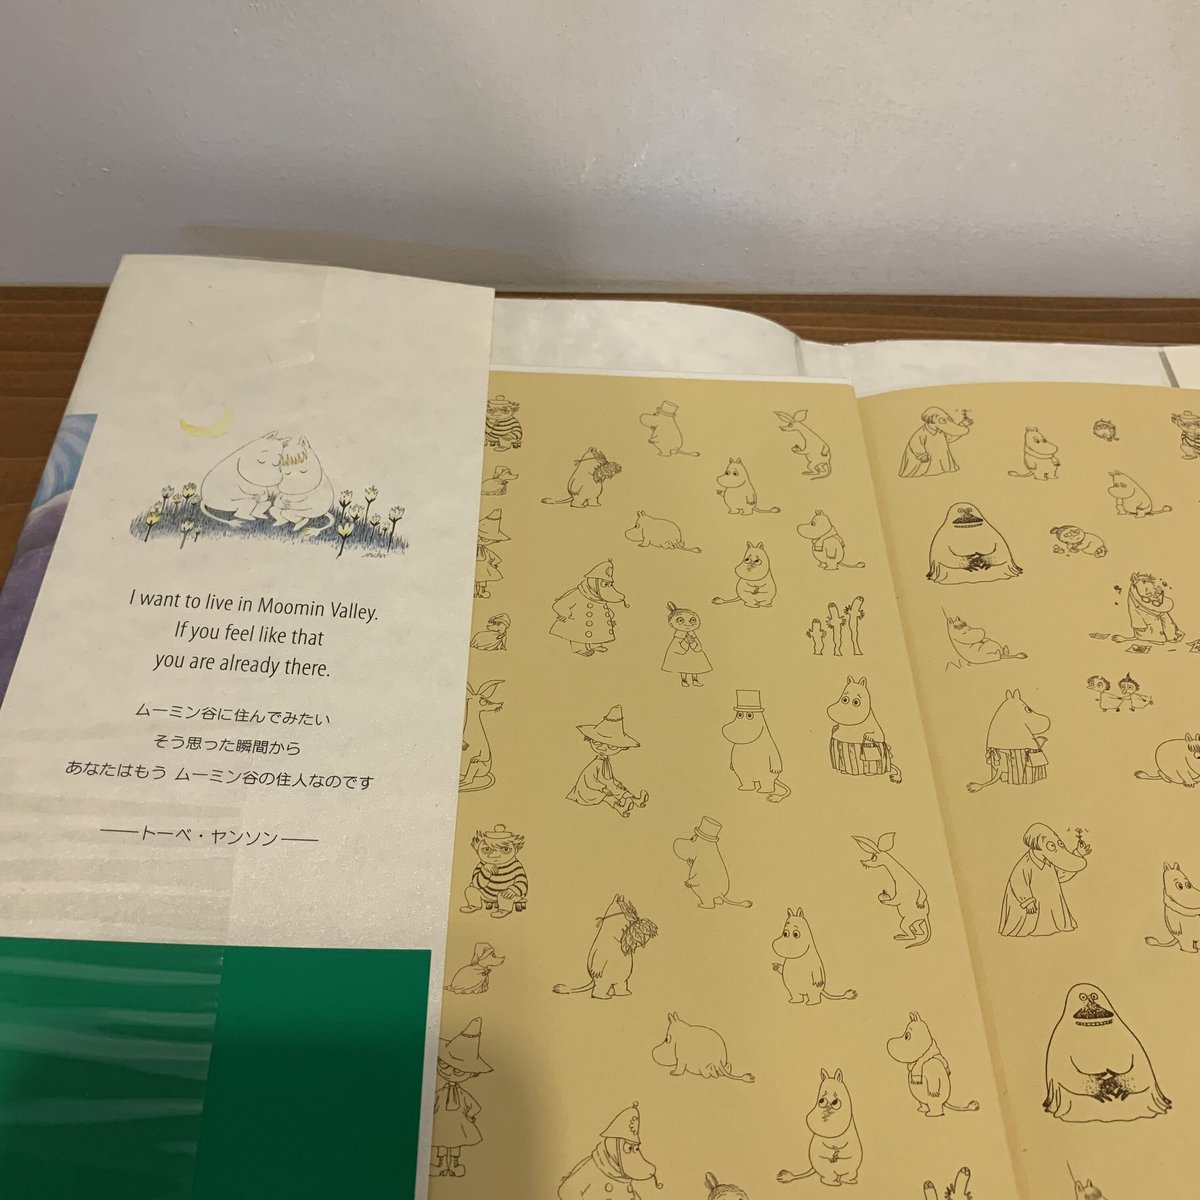 I want to live in Moomin Valley.
If you feel like that
you are already there.
ムーミン谷に住んでみたい
そう思った瞬間から
あなたはもう ムーミン谷の住人なのです
――トーベ・ヤンソン――